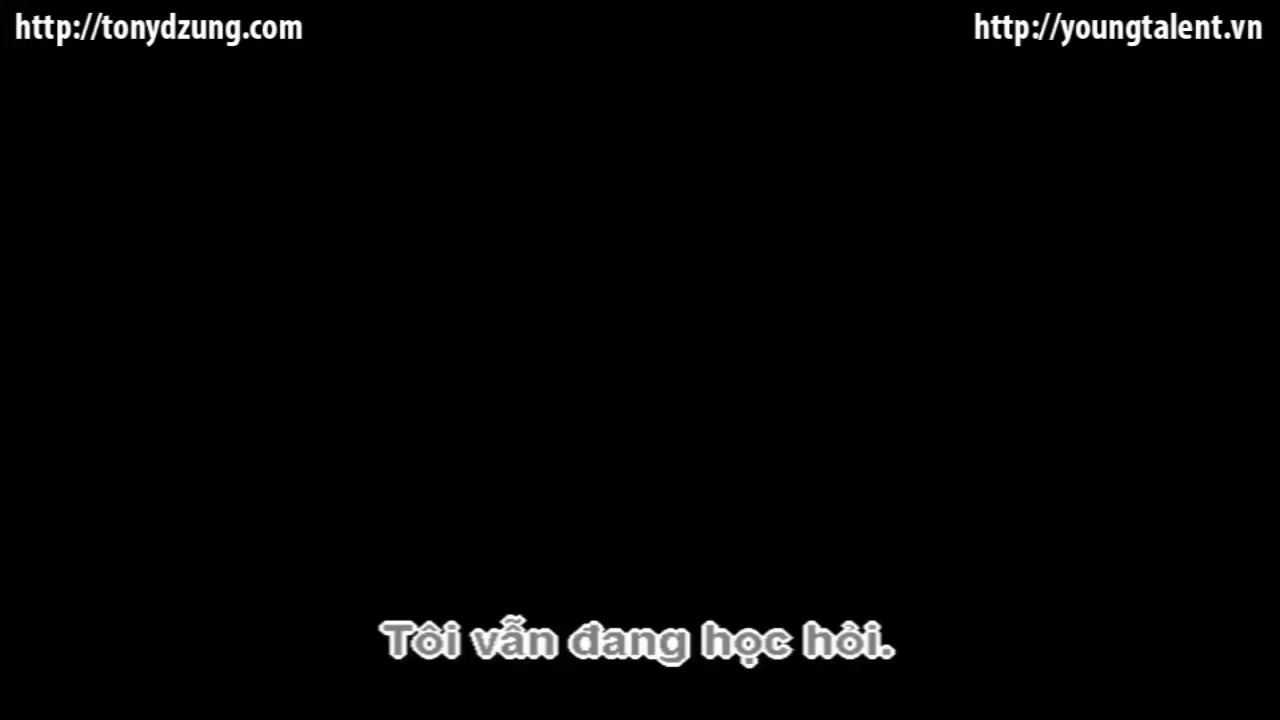 http://tonydzung.com
http://youngtalent.vn
Tôi vẫn đang học hỏi.